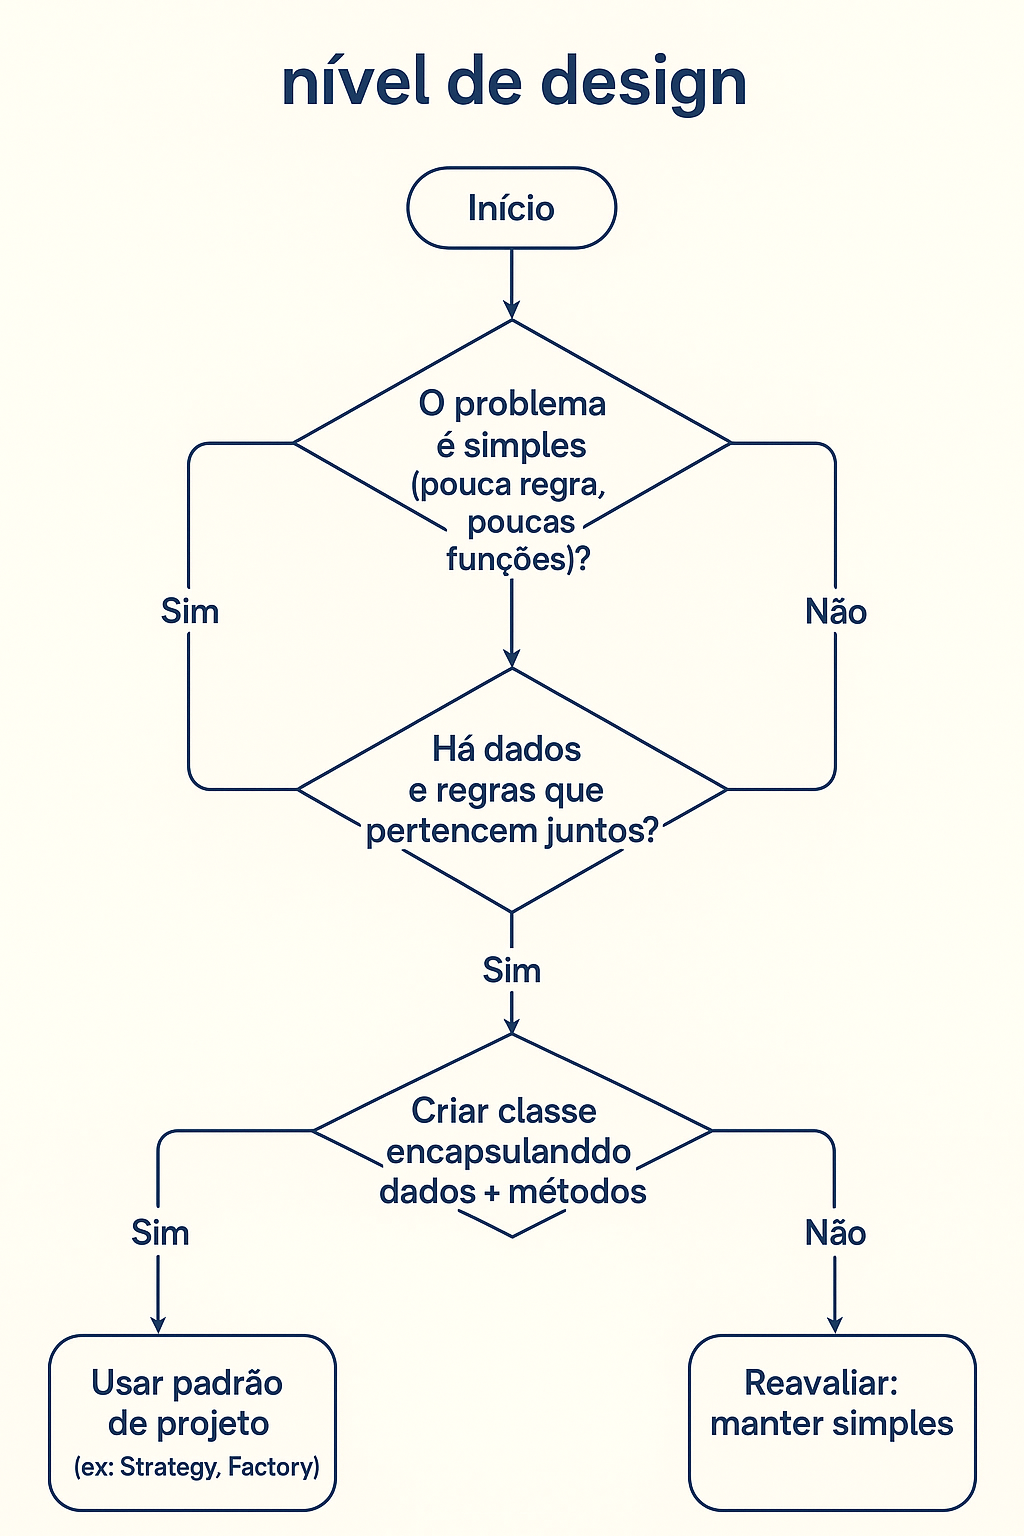 nível de design
Início
O problema
é simples
(pouca regra,
poucas
funções)?
Sim
Não
Há dados
e regras que
pertencem juntos?
Sim
Criar classe
encapsulanddo
dados + métodos
Sim
Não
Usar padrão
de projeto
(ex: Strategy, Factory)
Reavaliar:
manter simples